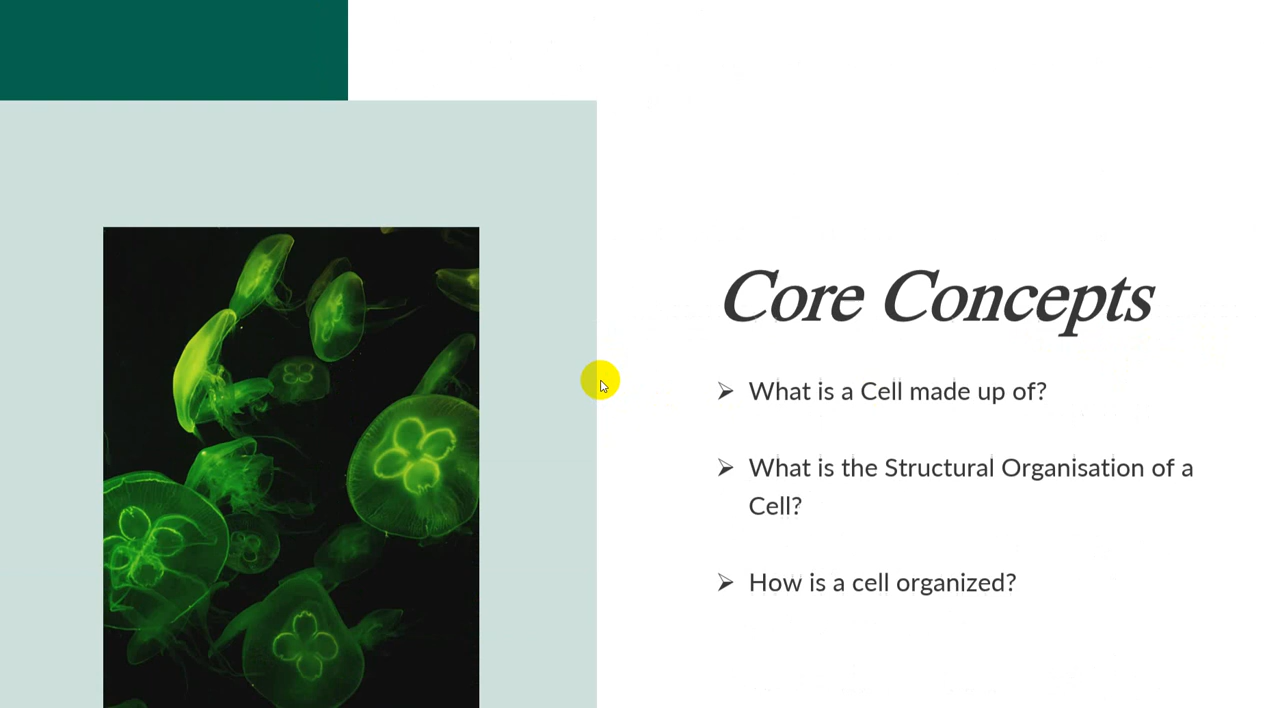 Core Concepts
➢ What is a Cell made up of?
➢ What is the Structural Organisation of a
Cell?
➢ How is a cell organized?